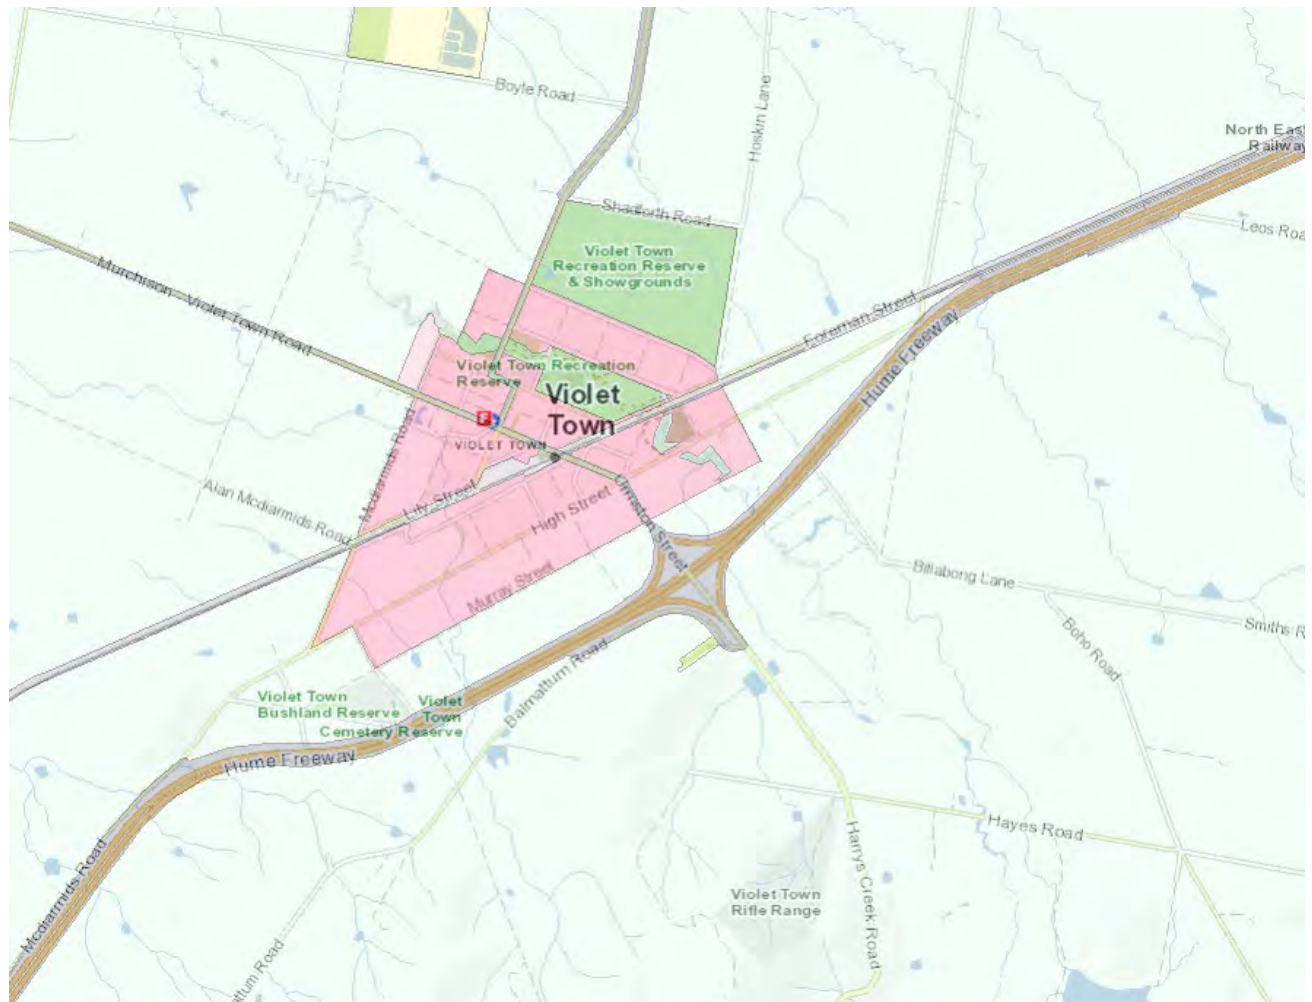 Boyle Road
Hoskin Lane
North East
Railway
Shadforth Road
Leos Roa
Violet Town
Recreation Reserve
& Showgrounds
Murchison - Violet Town Road
Foreman Street
Hume Freeway
Violet Town Recreation
Reserve
Violet
Town
F
VIOLET TOWN
Mcdiarmids Road
Alan Mcdiarmids Road
Lily Street
High Street
Urmston Street
Murray Street
Billabong Lane
Boho Road
Smiths R
Balmattum Road
Violet Town
Bushland Reserve
Violet
Town
Cemetery Reserve
Hume Freeway
Hayes Road
Harrys Creek Road
Mcdiarmids Road
Violet Town
Rifle Range
attum Road